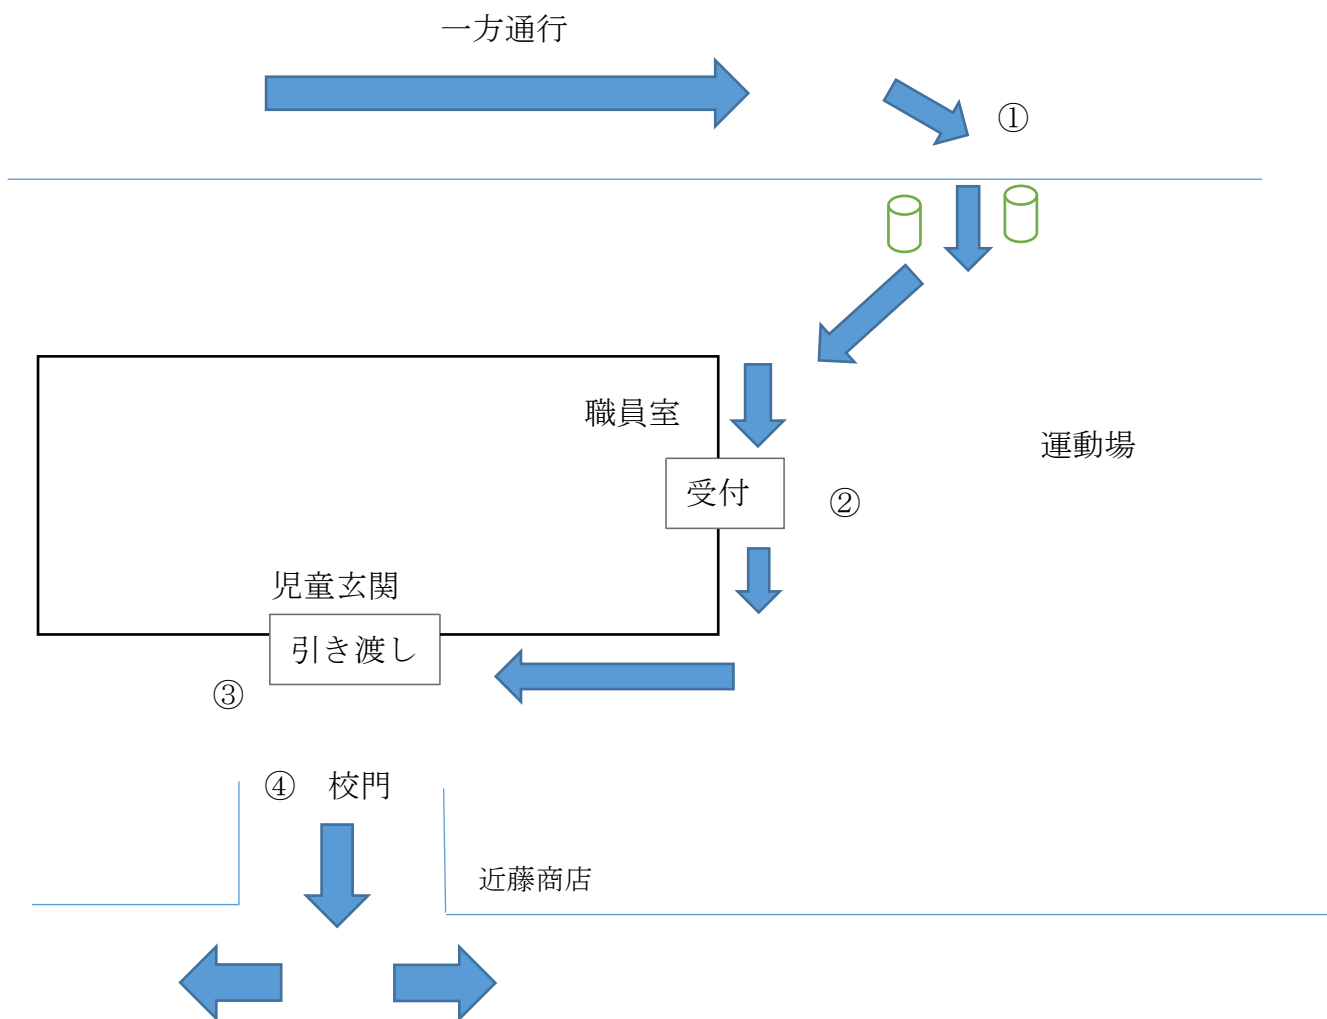 一方通行
①
職員室
運動場
受付
②
児童玄関
引き渡し
③
④ 校門
近藤商店